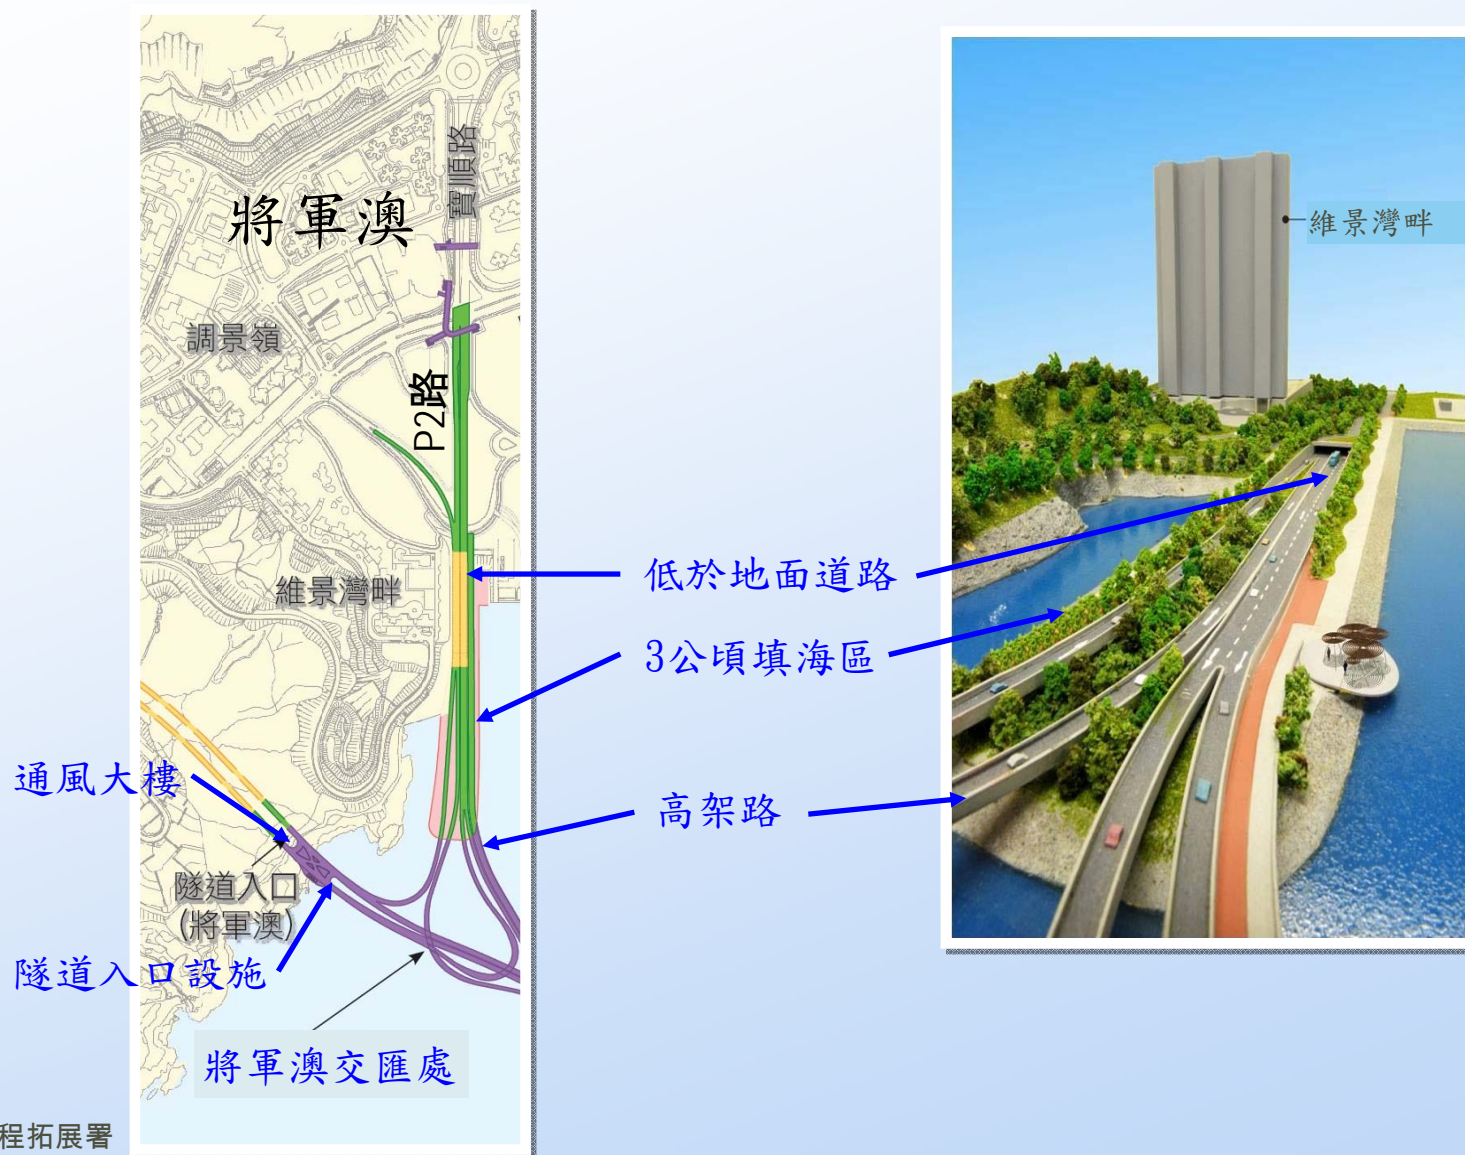 寶順路
將軍澳
維景灣畔
調景嶺
P2路
低於地面道路
維景灣畔
3公頃填海區
通風大樓
高架路
隧道入口
(將軍澳)
隧道入口設施
將軍澳交匯處
程拓展署